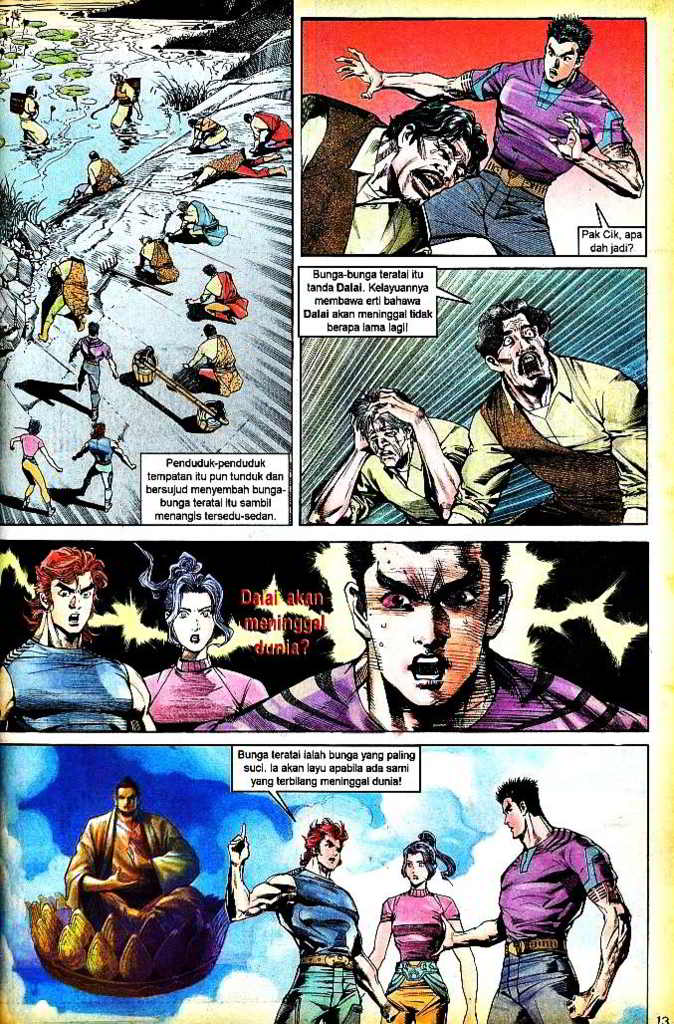 Penduduk-penduduk
tempatan itu pun tunduk dan
bersujud menyembah bunga-
bunga teratai itu sambil
menangis tersedu-sedan.
Pak Cik, apa
dah jadi?
Bunga-bunga teratai itu
tanda Dalai. Kelayuannya
membawa erti bahawa
Dalai akan meninggal tidak
berapa lama lagi!
Dalai akan
meninggal
dunia?
Bunga teratai ialah bunga yang paling
suci. Ia akan layu apabila ada sami
yang terbilang meninggal dunia!
13